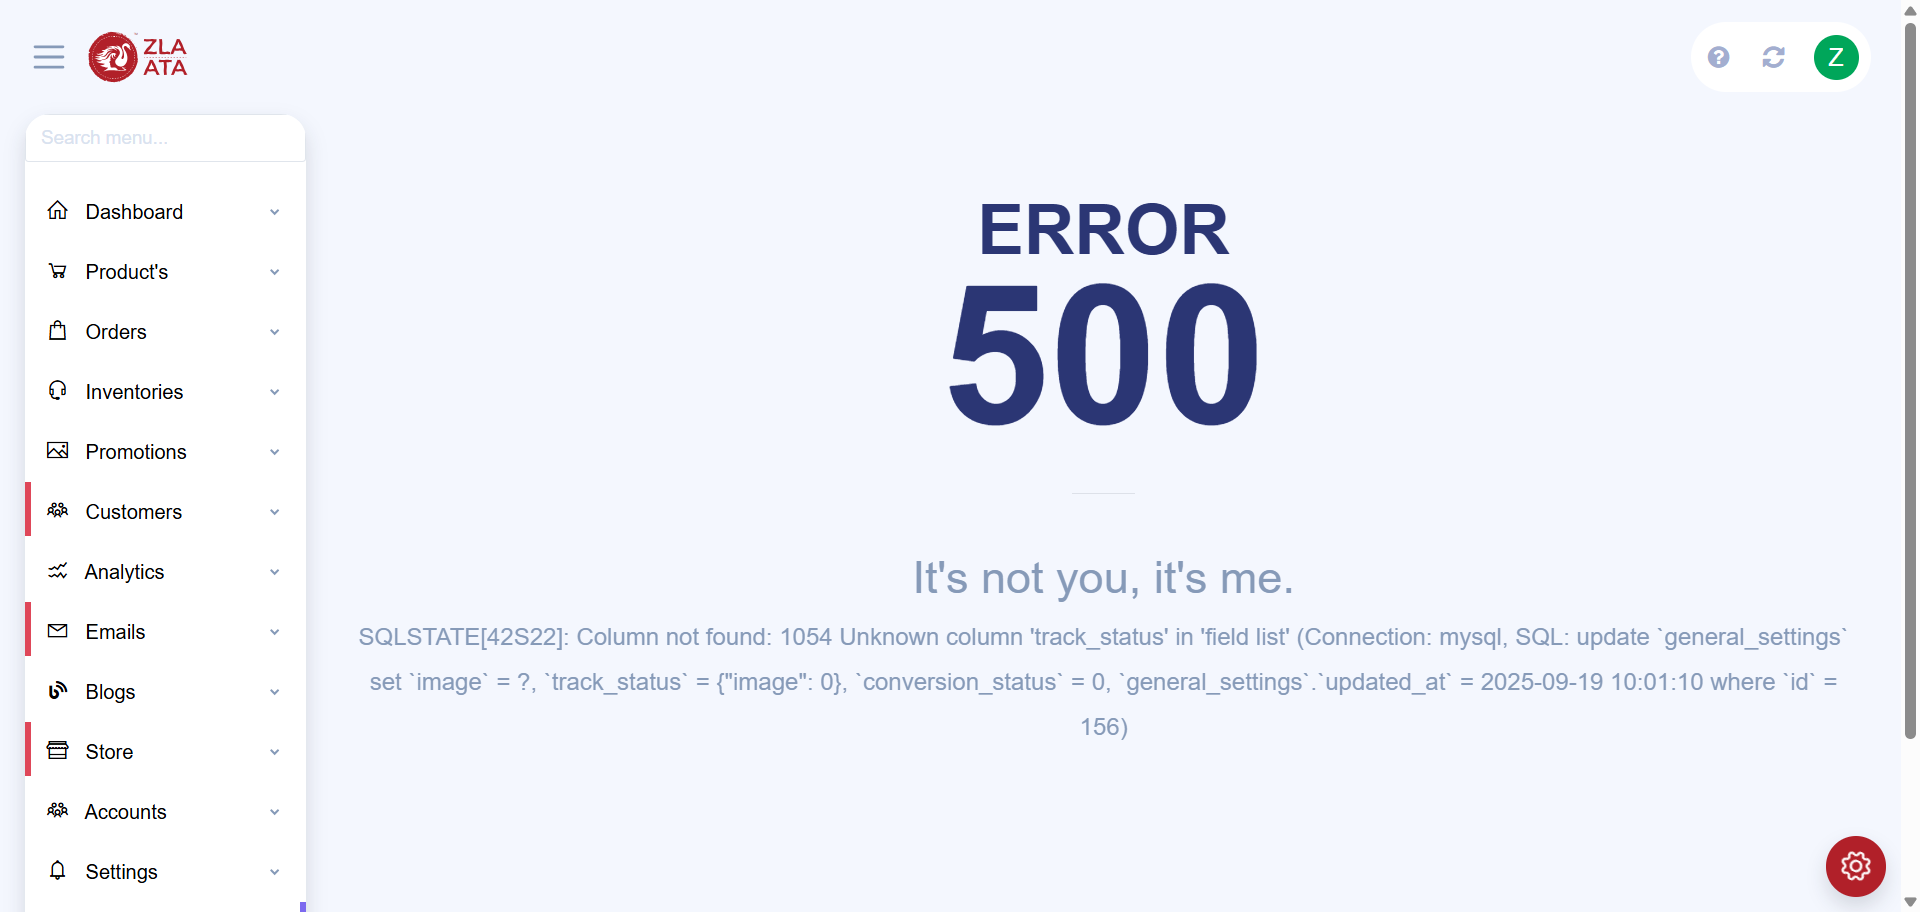 ZLA
ATA
Z
Search menu...
Dashboard
Product's
Orders
Inventories
Promotions
Customers
Analytics
Emails
Blogs
Store
Accounts
Settings
ERROR
500
It's not you, it's me.
SQLSTATE[42S22]: Column not found: 1054 Unknown column 'track_status' in 'field list' (Connection: mysql, SQL: update `general_settings`
set `image` = ?, `track_status` = {"image": 0}, `conversion_status` = 0, `general_settings`.`updated_at` = 2025-09-19 10:01:10 where `id` =
156)